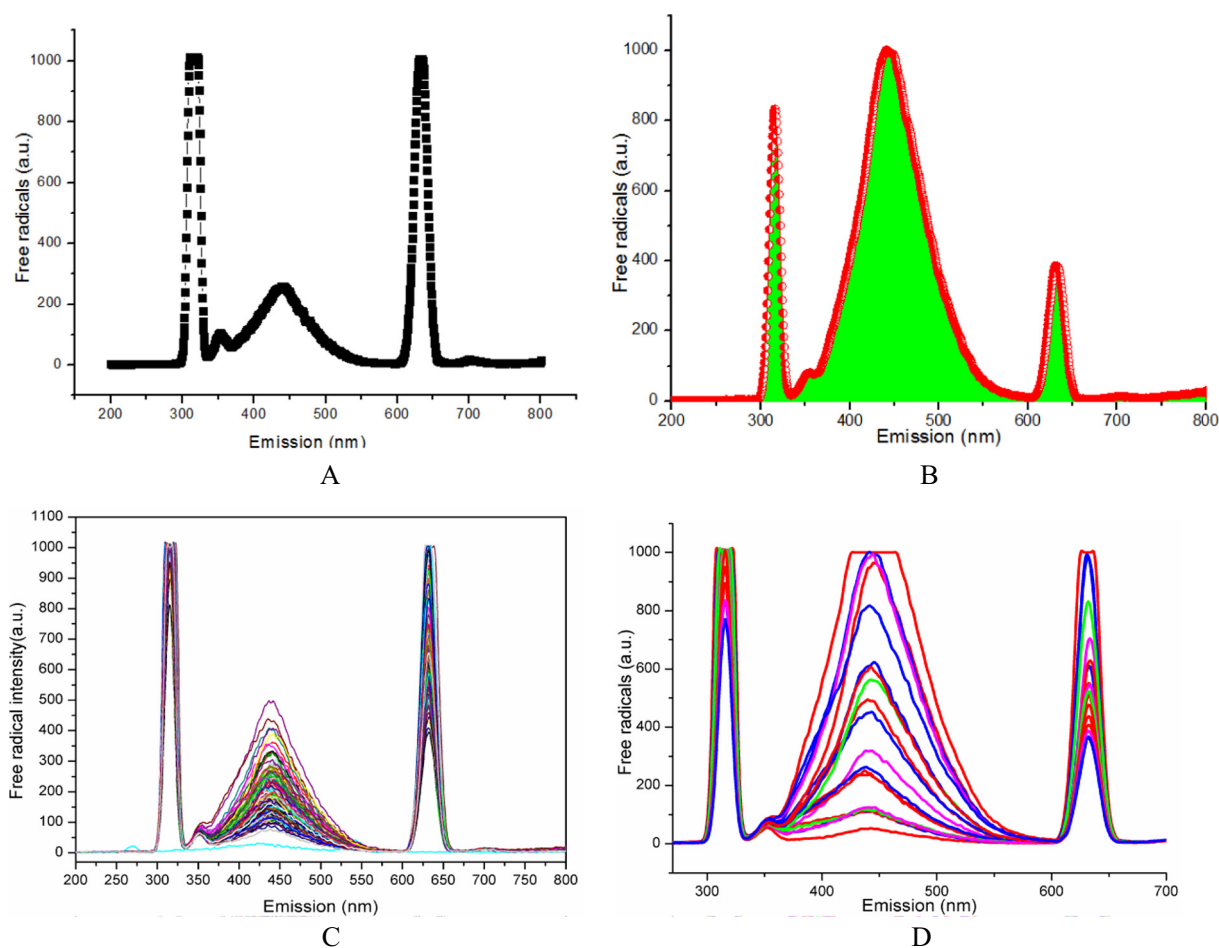 1000
800
600
400
200
0
Free radicals (a.u.)
200 300 400 500 600 700 800
Emission (nm)
A
1000
800
600
400
200
0
Free radicals (a.u.)
200 300 400 500 600 700 800
Emission (nm)
B
1100
1000
900
800
700
600
500
400
300
200
100
0
Free radical intensity(a.u.)
200 250 300 350 400 450 500 550 600 650 700 750 800
Emission (nm)
C
1000
800
600
400
200
0
Free radicals (a.u.)
300 400 500 600 700
Emission (nm)
D